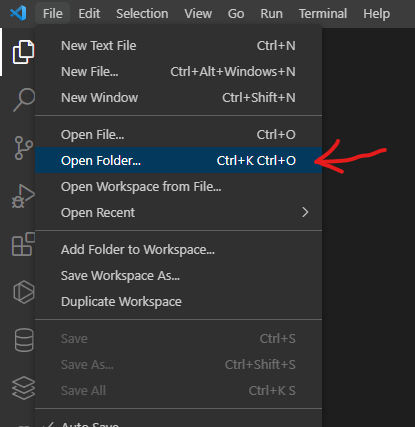 File Edit Selection View Go Run Terminal Help
New Text File Ctrl+N
New File... Ctrl+Alt+Windows+N
New Window Ctrl+Shift+N
Open File... Ctrl+O
Open Folder... Ctrl+K Ctrl+O
Open Workspace from File...
Open Recent
Add Folder to Workspace...
Save Workspace As...
Duplicate Workspace
Save Ctrl+S
Save As... Ctrl+Shift+S
Save All Ctrl+K S
Auto Save